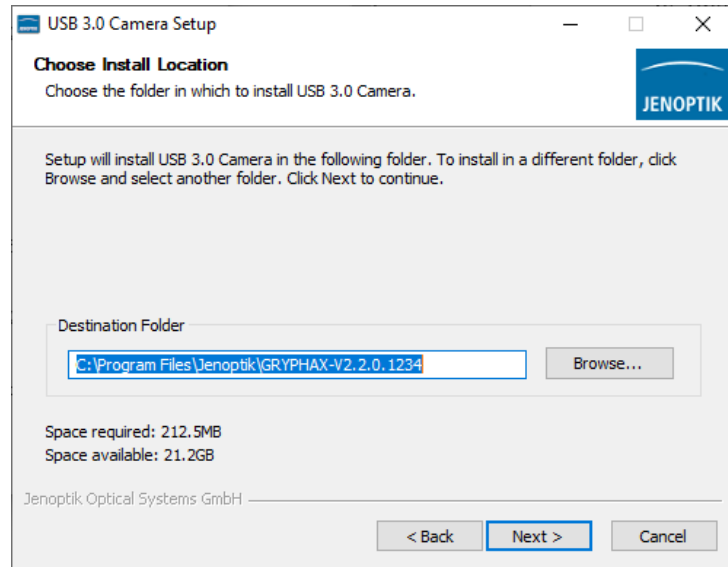 USB 3.0 Camera Setup
Choose Install Location
Choose the folder in which to install USB 3.0 Camera.
JENOPTIK
Setup will install USB 3.0 Camera in the following folder. To install in a different folder, click
Browse and select another folder. Click Next to continue.
Destination Folder
C:\Program Files\Jenoptik\GRYPHAX-V2.2.0.1234
Browse...
Space required: 212.5MB
Space available: 21.2GB
Jenoptik Optical Systems GmbH
< Back
Next >
Cancel